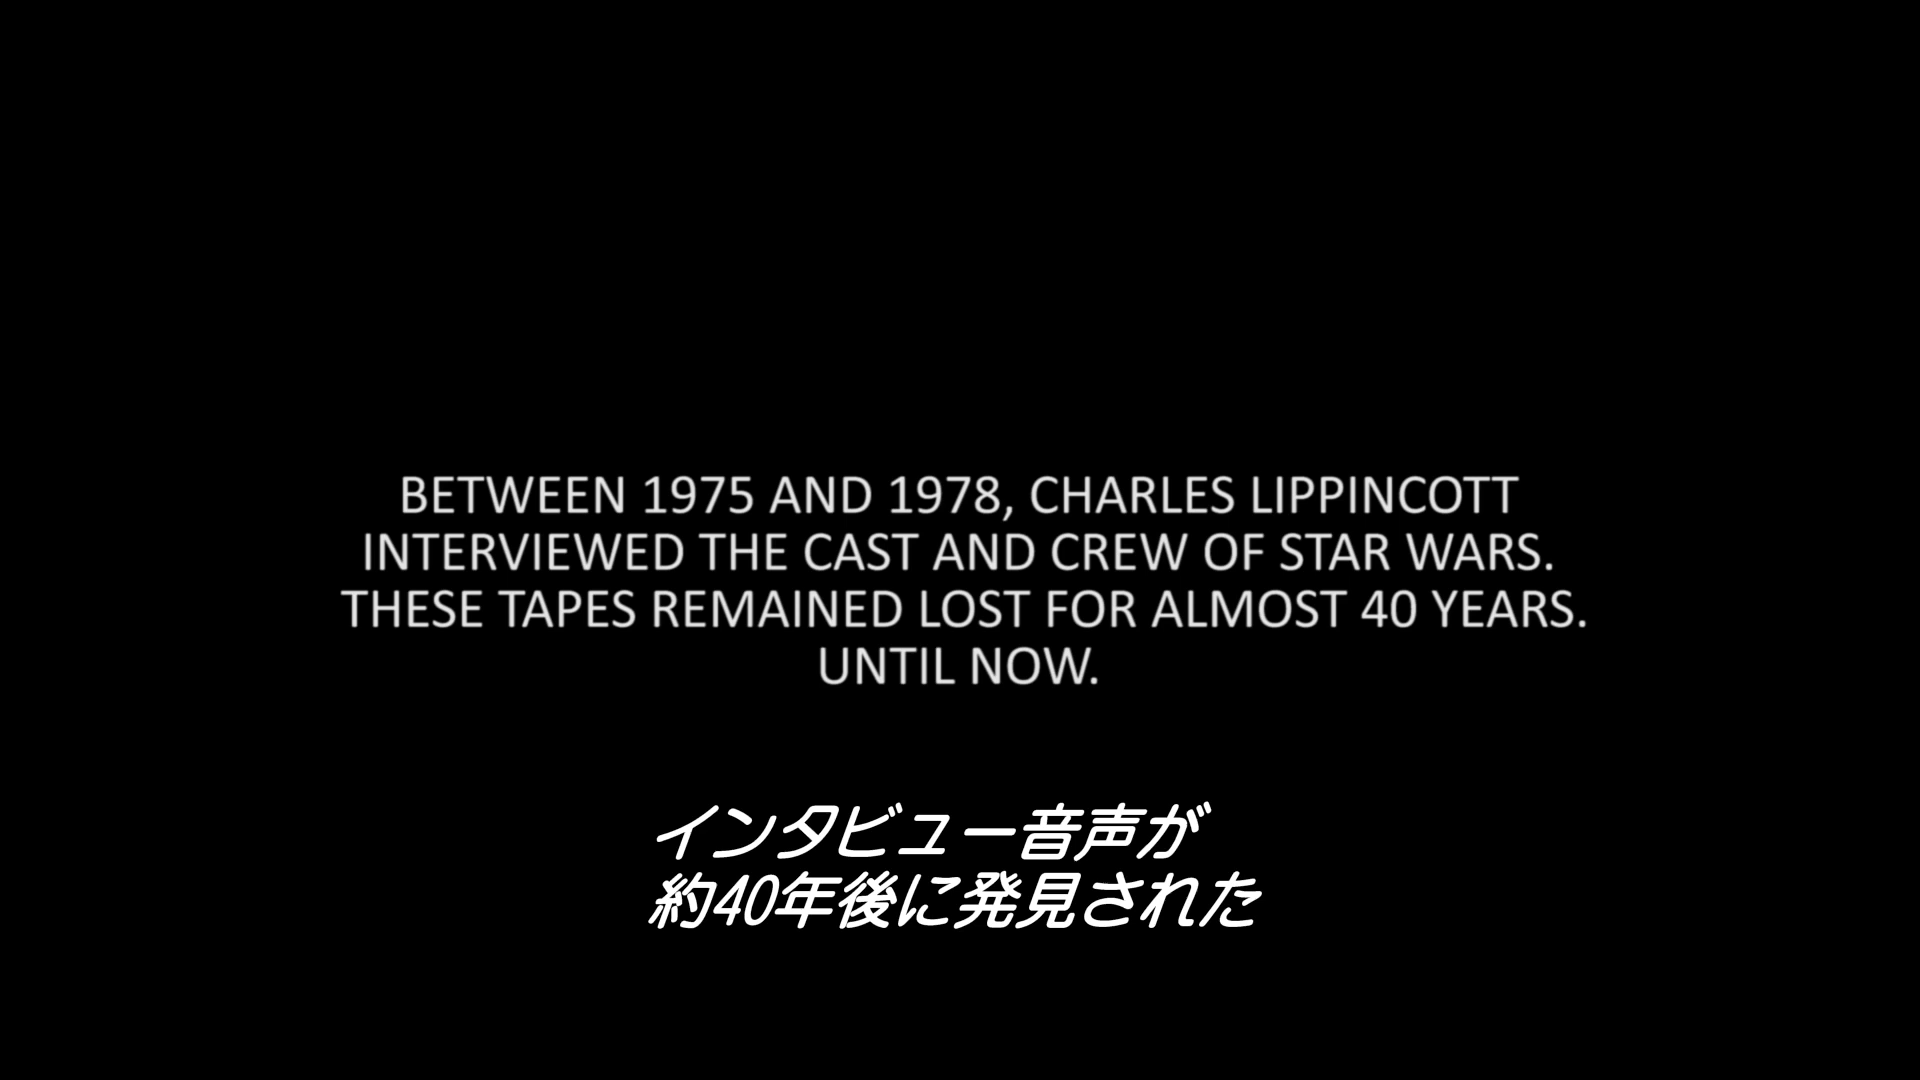 BETWEEN 1975 AND 1978, CHARLES LIPPINCOTT
INTERVIEWED THE CAST AND CREW OF STAR WARS.
THESE TAPES REMAINED LOST FOR ALMOST 40 YEARS.
UNTIL NOW.
インタビュー音声が
約40年後に発見された